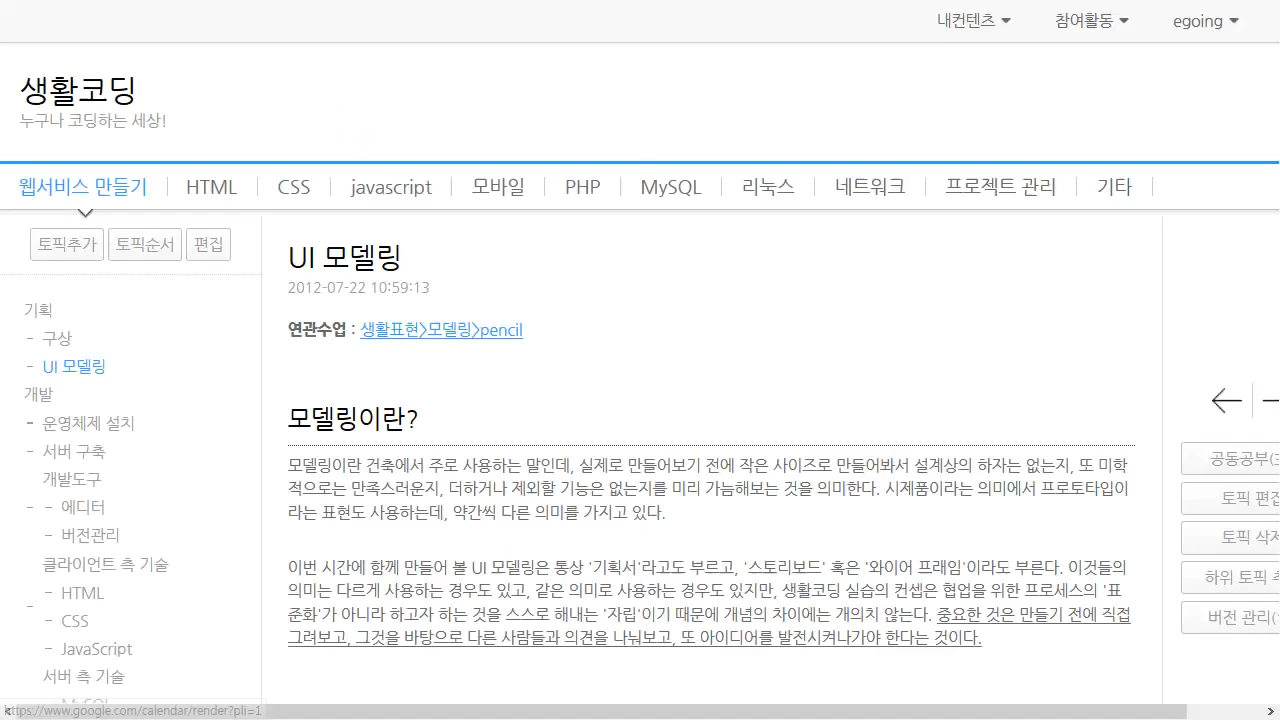 내컨텐츠 참여활동 egoing
생활코딩
누구나 코딩하는 세상!
웹서비스 만들기 HTML CSS javascript 모바일 PHP MySQL 리눅스 네트워크 프로젝트 관리 기타
토픽추가 토픽순서 편집
기획
- 구상
- UI 모델링
개발
- 운영체제 설치
- 서버 구축
개발도구
- - 에디터
- 버전관리
클라이언트 측 기술
- HTML
- CSS
- JavaScript
서버 측 기술
- MySQL
UI 모델링
2012-07-22 10:59:13
연관수업 : 생활표현>모델링>pencil
모델링이란?
모델링이란 건축에서 주로 사용하는 말인데, 실제로 만들어보기 전에 작은 사이즈로 만들어봐서 설계상의 하자는 없는지, 또 미학
적으로는 만족스러운지, 더하거나 제외할 기능은 없는지를 미리 가늠해보는 것을 의미한다. 시제품이라는 의미에서 프로토타입이
라는 표현도 사용하는데, 약간씩 다른 의미를 가지고 있다.
이번 시간에 함께 만들어 볼 UI 모델링은 통상 '기획서'라고도 부르고, '스토리보드' 혹은 '와이어 프래임'이라도 부른다. 이것들의
의미는 다르게 사용하는 경우도 있고, 같은 의미로 사용하는 경우도 있지만, 생활코딩 실습의 컨셉은 협업을 위한 프로세스의 '표
준화'가 아니라 하고자 하는 것을 스스로 해내는 '자립'이기 때문에 개념의 차이에는 개의치 않는다. 중요한 것은 만들기 전에 직접
그려보고, 그것을 바탕으로 다른 사람들과 의견을 나눠보고, 또 아이디어를 발전시켜나가야 한다는 것이다.
공동공부(
토픽 편집
토픽 삭제
하위 토픽
버전 관리(
https://www.google.com/calendar/render?pli=1